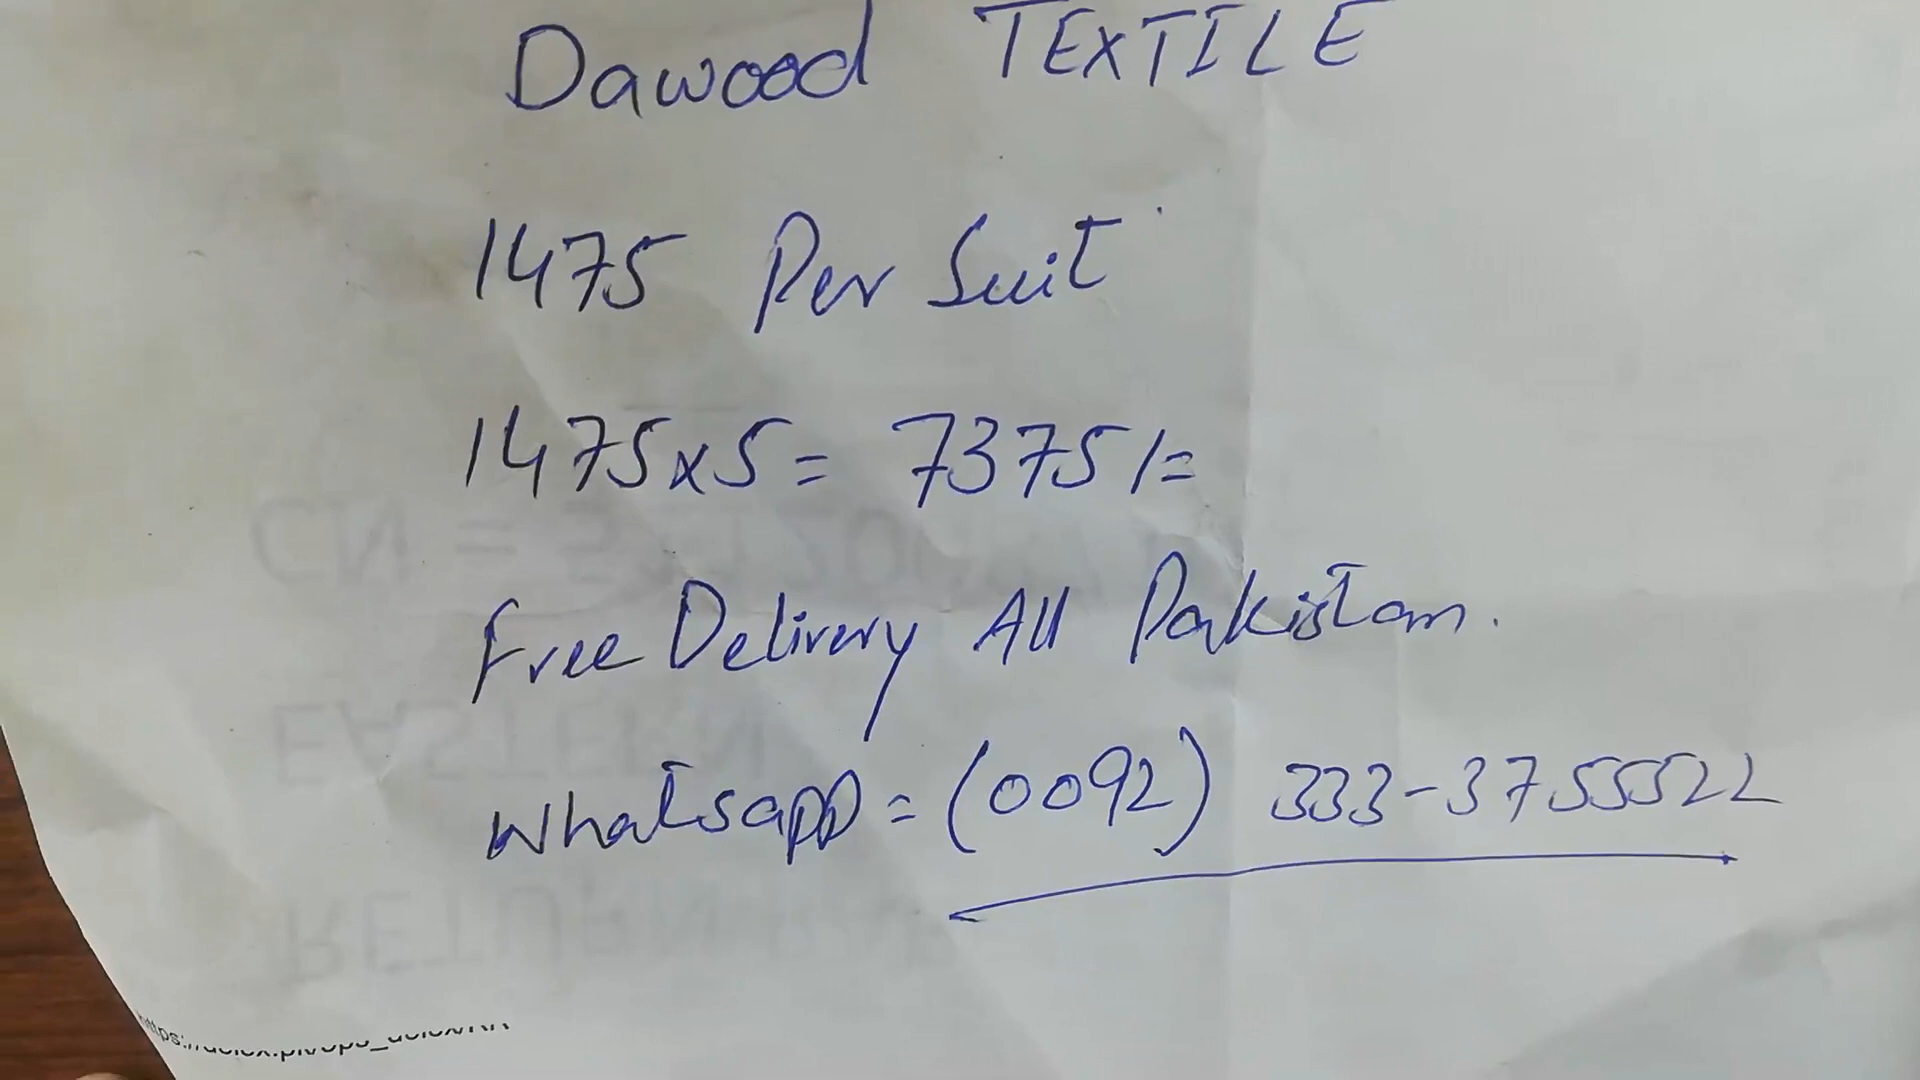 Dawood TEXTILE
1475 Per Suit
1475x5= 7375/=
Free Delivery All Pakistan.
Whatsapp = (0092) 333-3755522